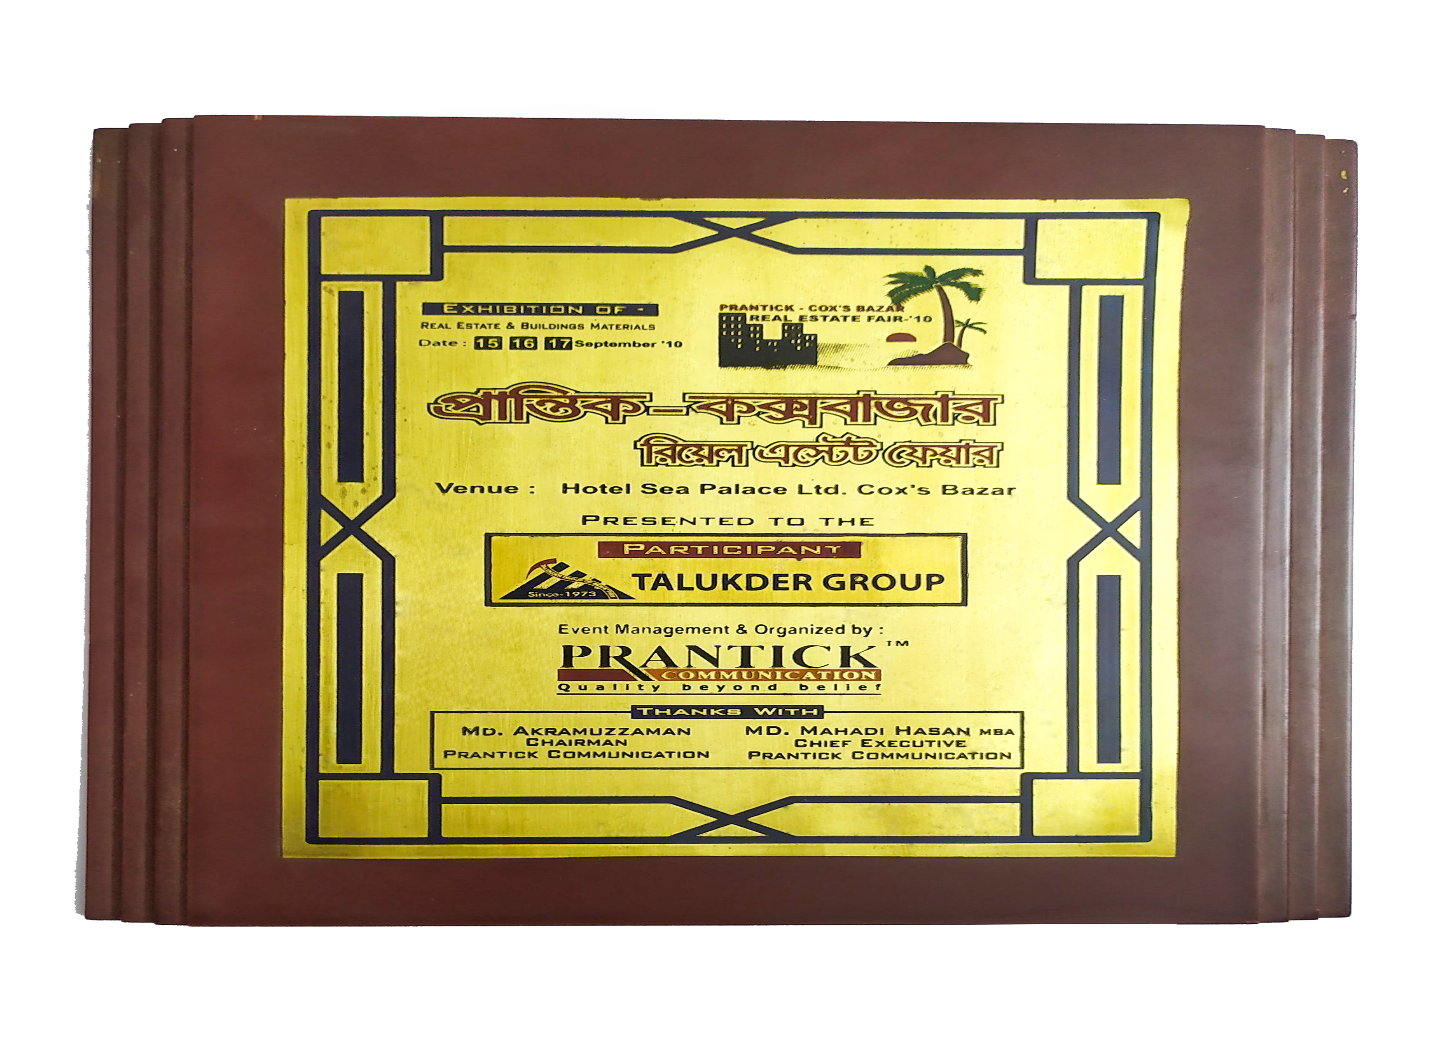 EXHIBITION OF -
REAL ESTATE & BUILDINGS MATERIALS
Date : 15 16 17 September '10
PRANTICK - COX'S BAZAR
REAL ESTATE FAIR-'10
প্রান্তিক-কক্সবাজার
রিয়েল এস্টেট ফেয়ার
Venue : Hotel Sea Palace Ltd. Cox's Bazar
PRESENTED TO THE
PARTICIPANT
Since-1973
TALUKDER GROUP
Event Management & Organized by :
PRANTICK™
COMMUNICATION
Quality beyond belief
THANKS WITH
MD. AKRAMUZZAMAN
CHAIRMAN
PRANTICK COMMUNICATION
MD. MAHADI HASAN MBA
CHIEF EXECUTIVE
PRANTICK COMMUNICATION